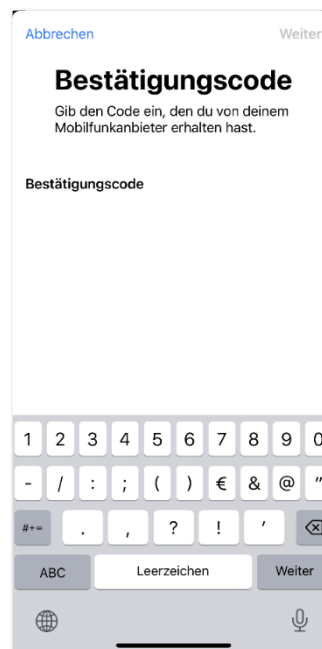 Abbrechen Weiter
Bestätigungscode
Gib den Code ein, den du von deinem
Mobilfunkanbieter erhalten hast.
Bestätigungscode
1 2 3 4 5 6 7 8 9 0
- / : ; ( ) € & @ "
#+= . , ? ! '
ABC Leerzeichen Weiter